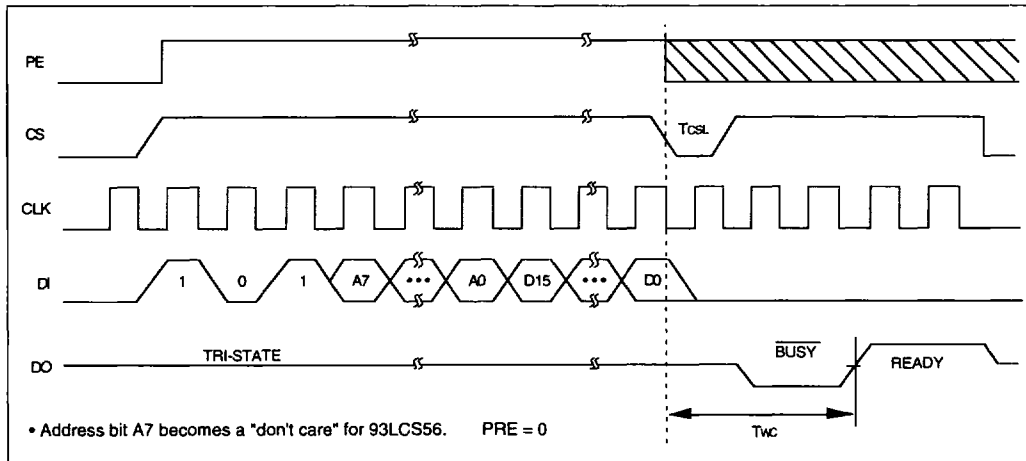 PE
CS
TCSL
CLK
DI 1 0 1 A7 ••• A0 D15 ••• D0
DO
TRI-STATE
BUSY
READY
TWC
• Address bit A7 becomes a "don't care" for 93LCS56. PRE = 0